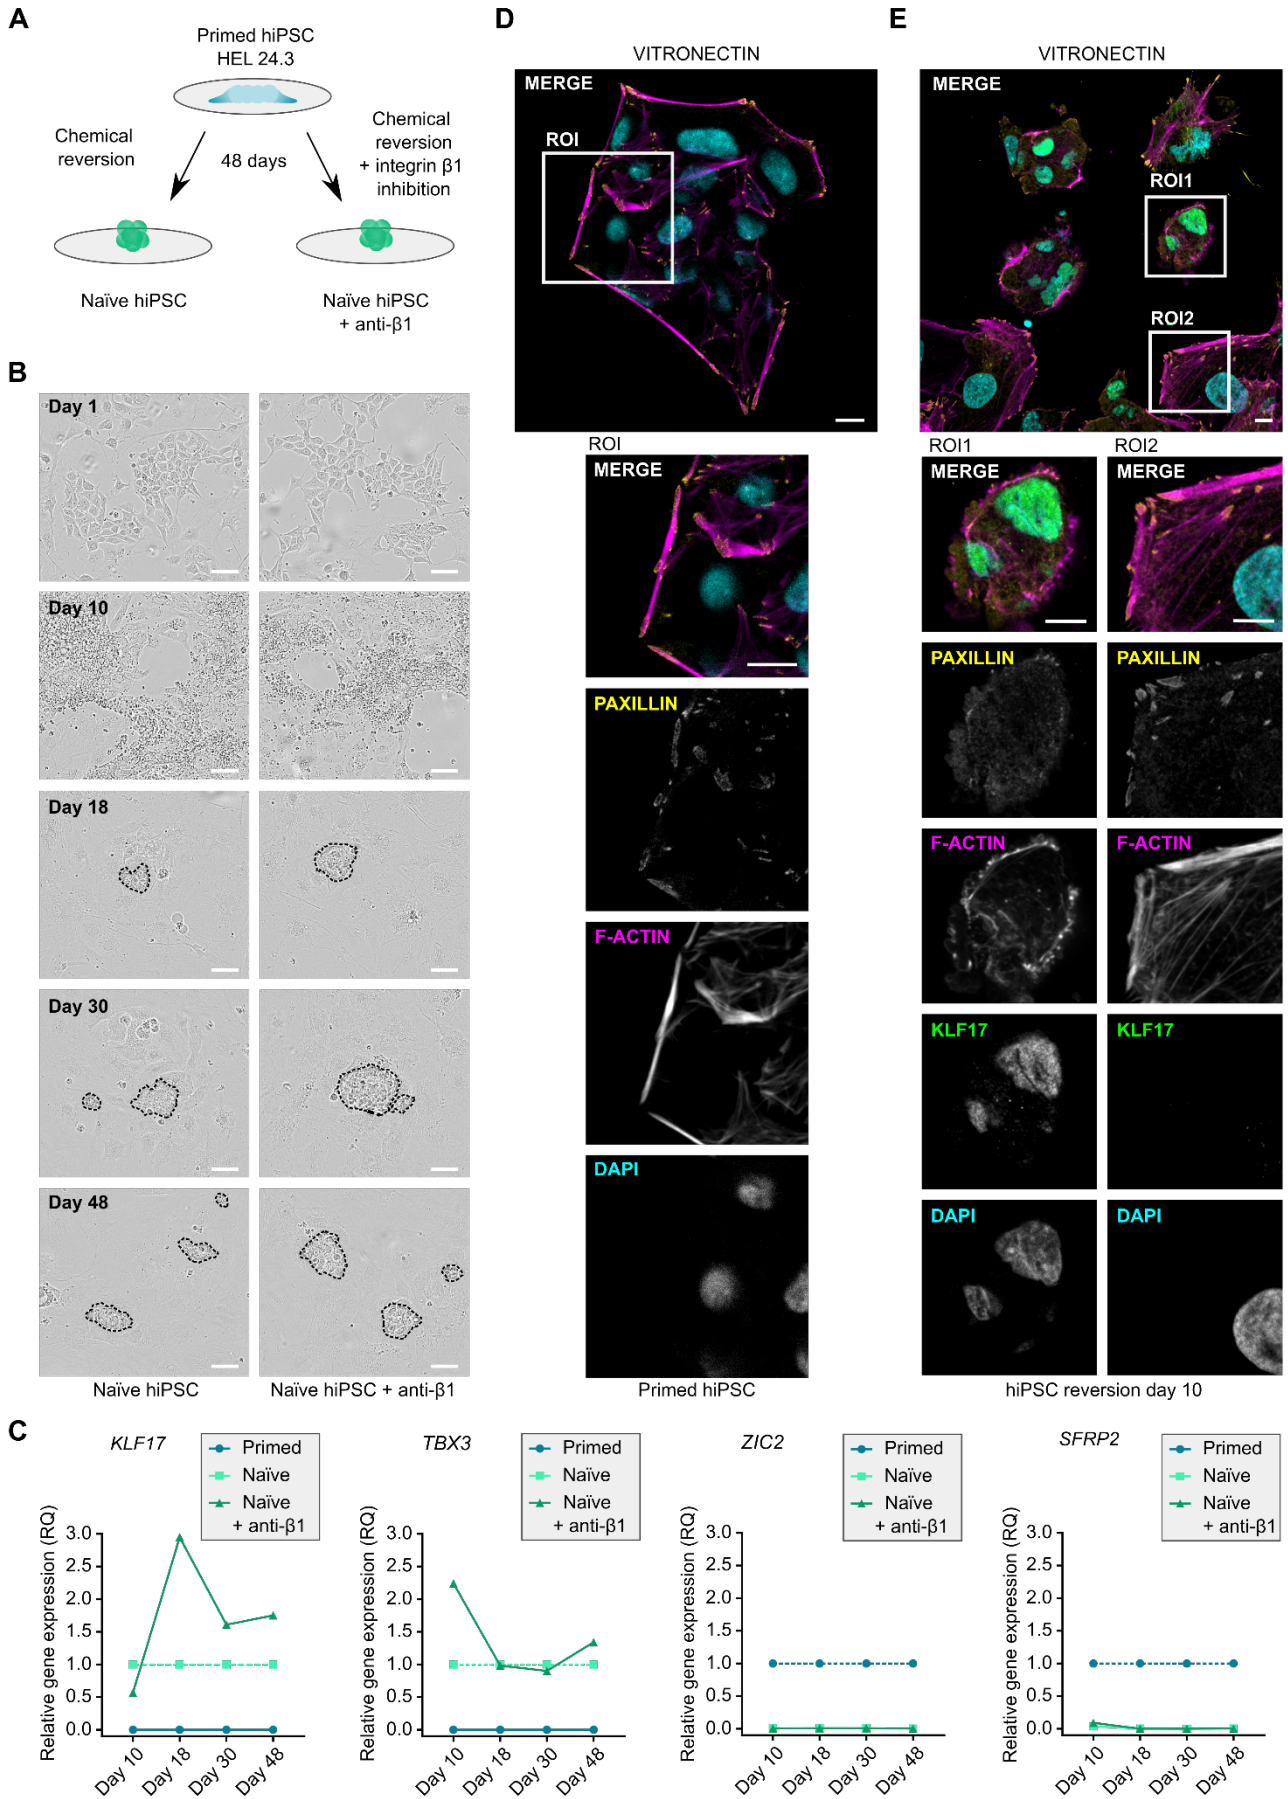 A
Primed hiPSC
HEL 24.3
Chemical
reversion
48 days
Chemical
reversion
+ integrin β1
inhibition
Naïve hiPSC
Naïve hiPSC
+ anti-β1
B
Day 1
Day 10
Day 18
Day 30
Day 48
Naïve hiPSC
Naïve hiPSC + anti-β1
D
VITRONECTIN
MERGE
ROI
ROI
MERGE
PAXILLIN
F-ACTIN
DAPI
Primed hiPSC
E
VITRONECTIN
MERGE
ROI1
ROI2
ROI1
ROI2
MERGE
MERGE
PAXILLIN
PAXILLIN
F-ACTIN
F-ACTIN
KLF17
KLF17
DAPI
DAPI
hiPSC reversion day 10
C
KLF17
Primed
Naïve
Naïve
+ anti-β1
Relative gene expression (RQ)
3.0
2.5
2.0
1.5
1.0
0.5
0.0
Day 10
Day 18
Day 30
Day 48
TBX3
Primed
Naïve
Naïve
+ anti-β1
Relative gene expression (RQ)
3.0
2.5
2.0
1.5
1.0
0.5
0.0
Day 10
Day 18
Day 30
Day 48
ZIC2
Primed
Naïve
Naïve
+ anti-β1
Relative gene expression (RQ)
3.0
2.5
2.0
1.5
1.0
0.5
0.0
Day 10
Day 18
Day 30
Day 48
SFRP2
Primed
Naïve
Naïve
+ anti-β1
Relative gene expression (RQ)
3.0
2.5
2.0
1.5
1.0
0.5
0.0
Day 10
Day 18
Day 30
Day 48